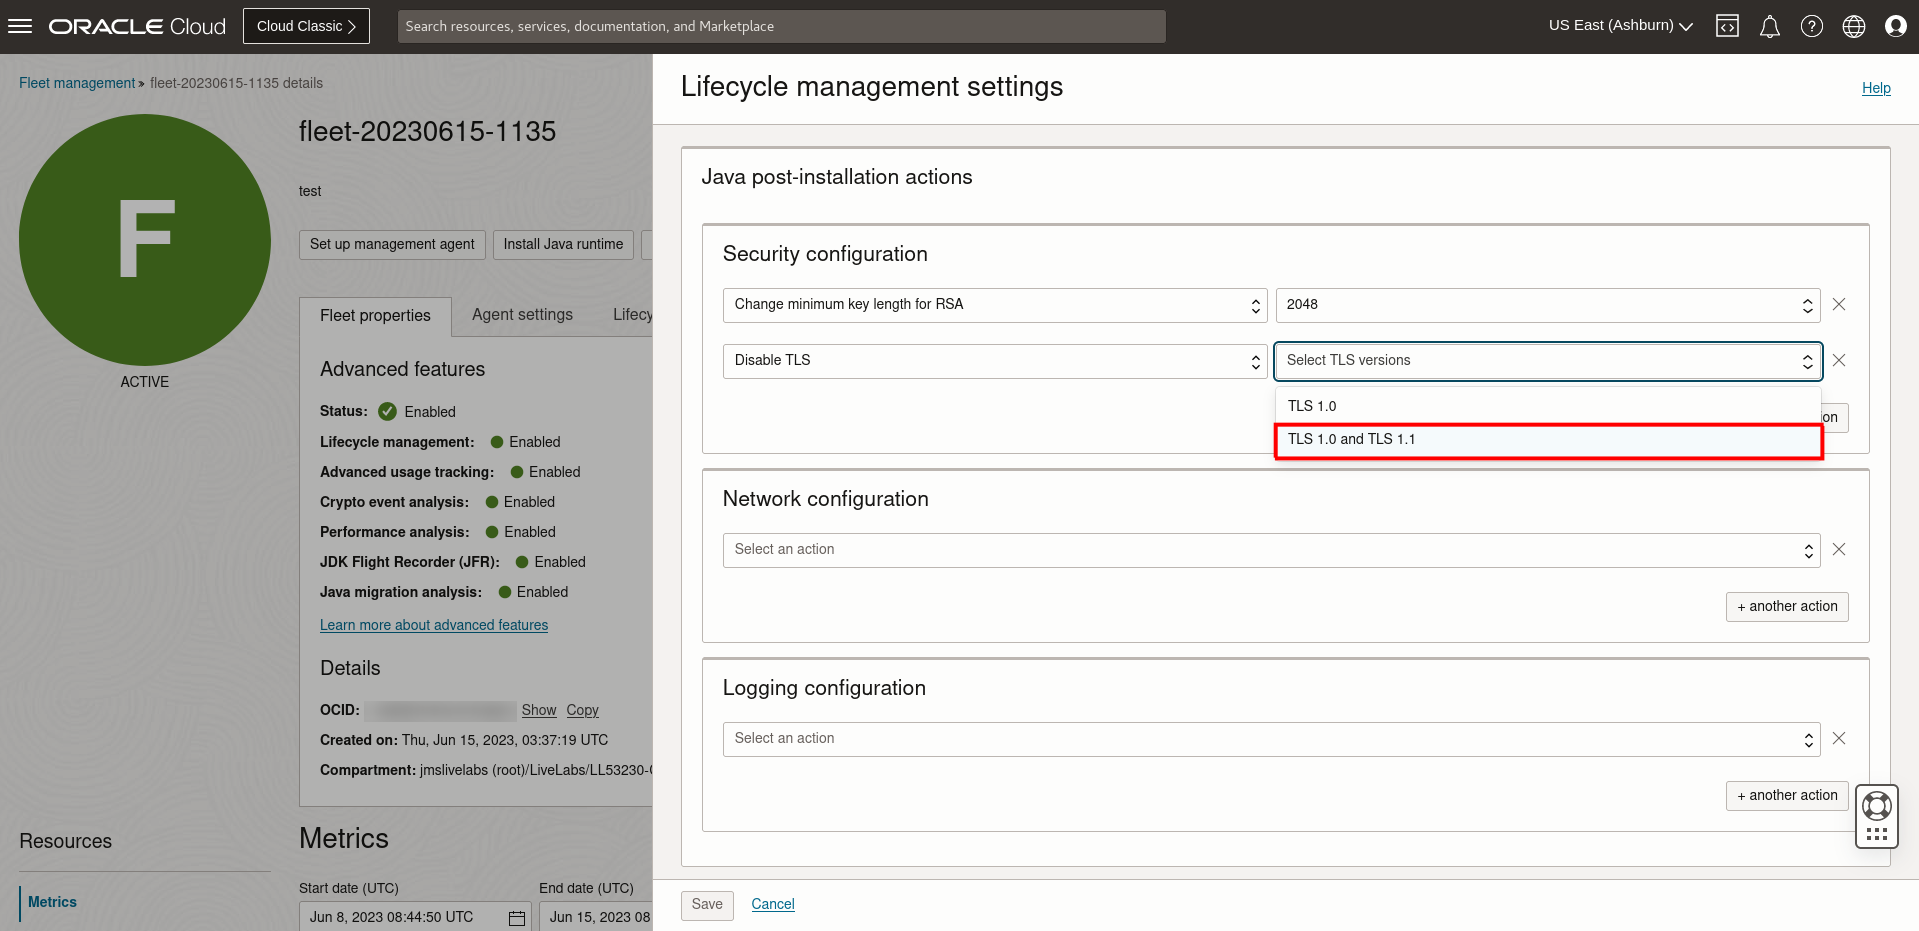 ORACLE Cloud
Cloud Classic
Search resources, services, documentation, and Marketplace
US East (Ashburn)
Fleet management » fleet-20230615-1135 details
F
ACTIVE
fleet-20230615-1135
test
Set up management agent
Install Java runtime
Fleet properties
Agent settings
Lifecy
Advanced features
Status: Enabled
Lifecycle management: Enabled
Advanced usage tracking: Enabled
Crypto event analysis: Enabled
Performance analysis: Enabled
JDK Flight Recorder (JFR): Enabled
Java migration analysis: Enabled
Learn more about advanced features
Details
OCID: Show Copy
Created on: Thu, Jun 15, 2023, 03:37:19 UTC
Compartment: jmslivelabs (root)/LiveLabs/LL53230-
Resources
Metrics
Metrics
Start date (UTC)
End date (UTC)
Jun 8, 2023 08:44:50 UTC
Jun 15, 2023 08
Lifecycle management settings
Help
Java post-installation actions
Security configuration
Change minimum key length for RSA
2048
Disable TLS
Select TLS versions
TLS 1.0
on
TLS 1.0 and TLS 1.1
Network configuration
Select an action
+ another action
Logging configuration
Select an action
+ another action
Save
Cancel